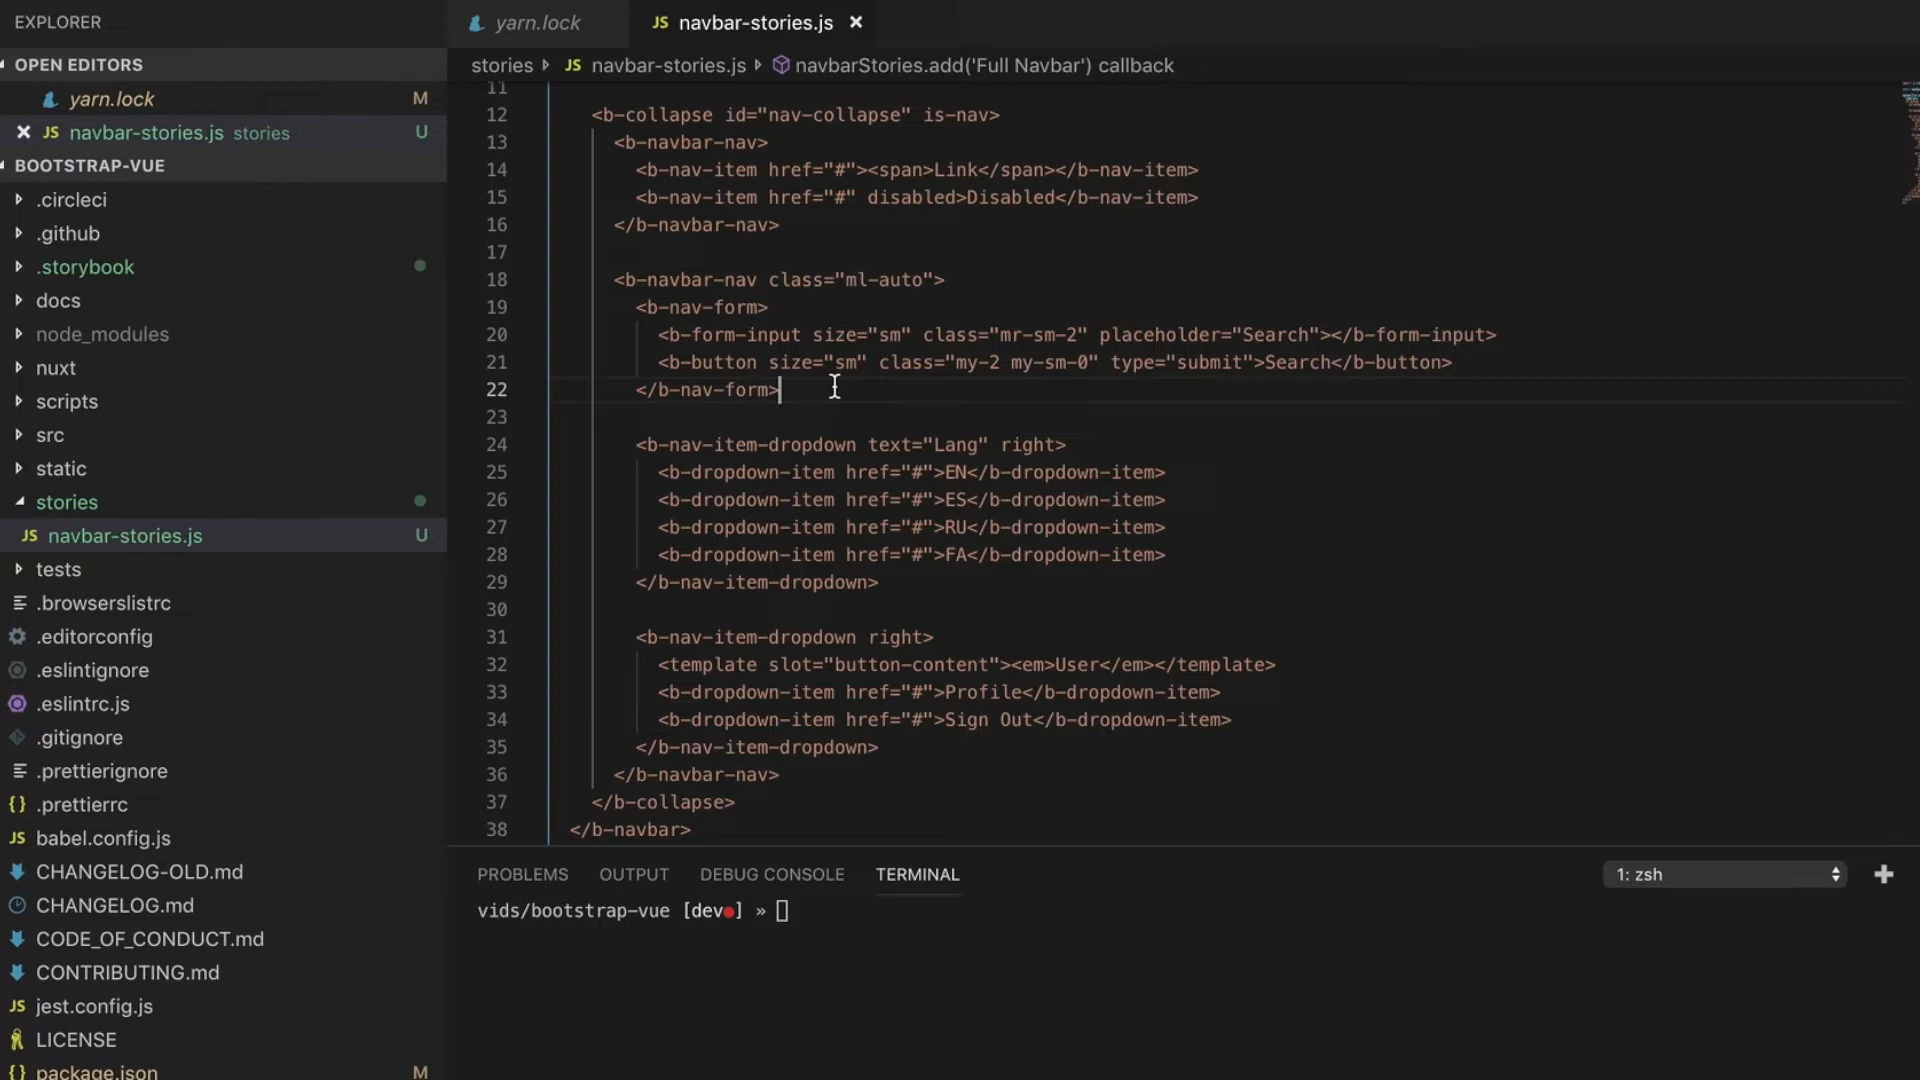 EXPLORER
OPEN EDITORS
yarn.lock M
navbar-stories.js stories U
BOOTSTRAP-VUE
.circleci
.github
.storybook
docs
node_modules
nuxt
scripts
src
static
stories
JS navbar-stories.js U
tests
.browserslistrc
.editorconfig
.eslintignore
.eslintrc.js
.gitignore
.prettierignore
{} .prettierrc
JS babel.config.js
CHANGELOG-OLD.md
CHANGELOG.md
CODE_OF_CONDUCT.md
CONTRIBUTING.md
JS jest.config.js
LICENSE
{} package.json M
yarn.lock JS navbar-stories.js
stories JS navbar-stories.js navbarStories.add('Full Navbar') callback
11
12 <b-collapse id="nav-collapse" is-nav>
13 <b-navbar-nav>
14 <b-nav-item href="#"><span>Link</span></b-nav-item>
15 <b-nav-item href="#" disabled>Disabled</b-nav-item>
16 </b-navbar-nav>
17
18 <b-navbar-nav class="ml-auto">
19 <b-nav-form>
20 <b-form-input size="sm" class="mr-sm-2" placeholder="Search"></b-form-input>
21 <b-button size="sm" class="my-2 my-sm-0" type="submit">Search</b-button>
22 </b-nav-form>
23
24 <b-nav-item-dropdown text="Lang" right>
25 <b-dropdown-item href="#">EN</b-dropdown-item>
26 <b-dropdown-item href="#">ES</b-dropdown-item>
27 <b-dropdown-item href="#">RU</b-dropdown-item>
28 <b-dropdown-item href="#">FA</b-dropdown-item>
29 </b-nav-item-dropdown>
30
31 <b-nav-item-dropdown right>
32 <template slot="button-content"><em>User</em></template>
33 <b-dropdown-item href="#">Profile</b-dropdown-item>
34 <b-dropdown-item href="#">Sign Out</b-dropdown-item>
35 </b-nav-item-dropdown>
36 </b-navbar-nav>
37 </b-collapse>
38 </b-navbar>
PROBLEMS OUTPUT DEBUG CONSOLE TERMINAL 1: zsh
vids/bootstrap-vue [dev●] »